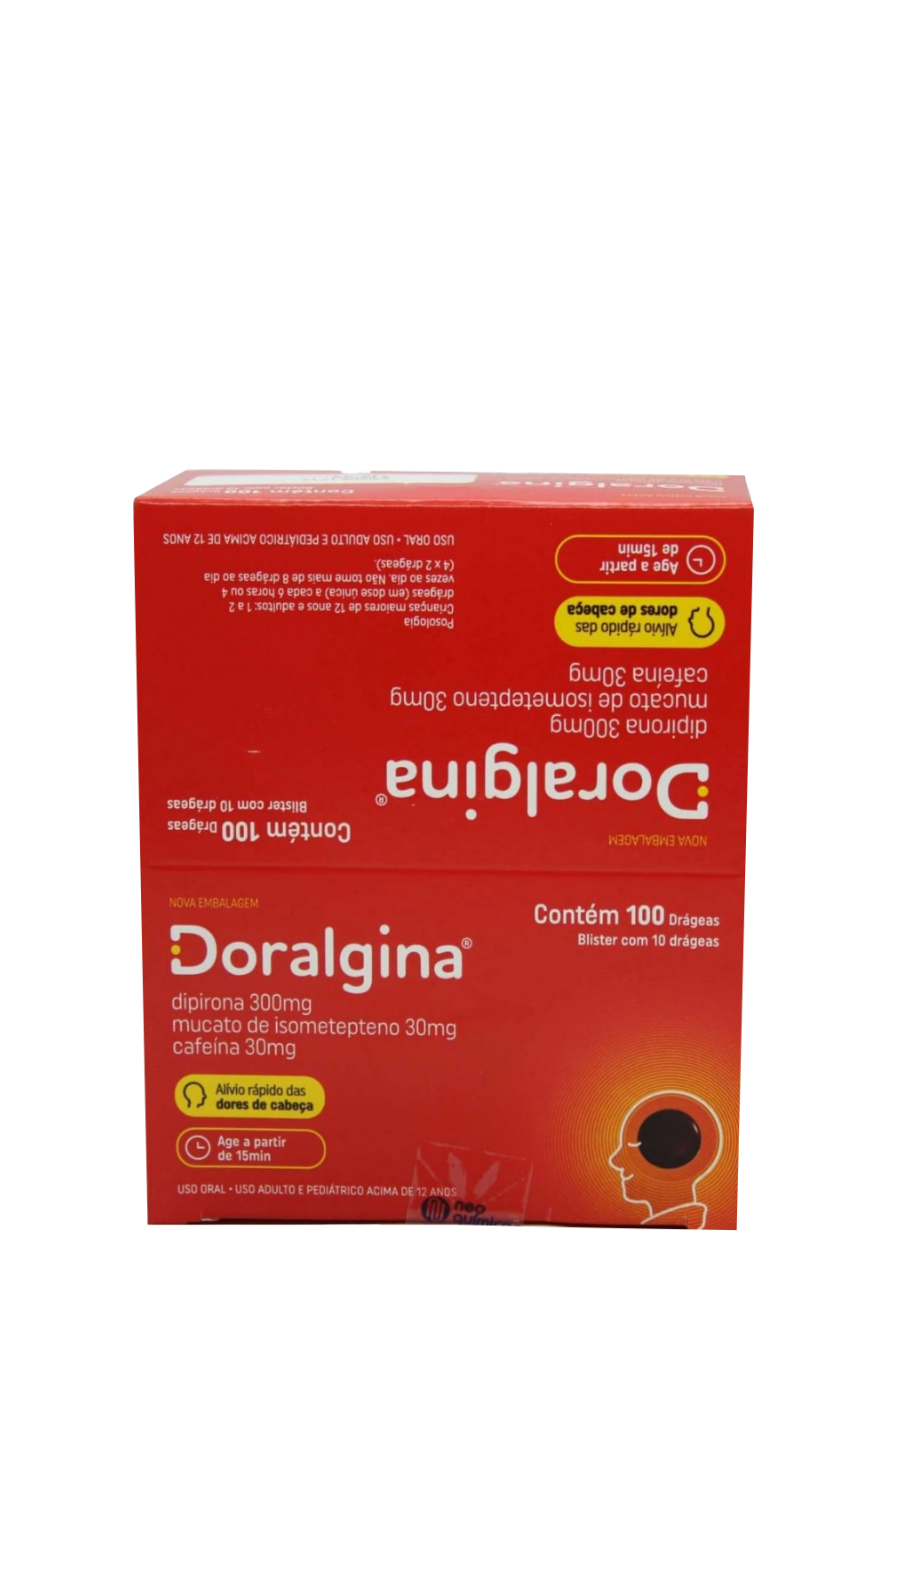 Contém 100
Doralgina
USO ORAL • USO ADULTO E PEDIÁTRICO ACIMA DE 12 ANOS
Age a partir
de 15min
Posologia
Crianças maiores de 12 anos e adultos: 1 a 2
drágeas (em dose única) a cada 6 horas ou 4
vezes ao dia. Não tome mais de 8 drágeas ao dia
(4 x 2 drágeas).
Alívio rápido das
dores de cabeça
dipirona 300mg
mucato de isometepteno 30mg
cafeína 30mg
NOVA EMBALAGEM
Doralgina®
Contém 100 Drágeas
Blister com 10 drágeas
NOVA EMBALAGEM
Doralgina®
dipirona 300mg
mucato de isometepteno 30mg
cafeína 30mg
Contém 100 Drágeas
Blister com 10 drágeas
Alívio rápido das
dores de cabeça
Age a partir
de 15min
USO ORAL • USO ADULTO E PEDIÁTRICO ACIMA DE 12 ANOS
neo
química